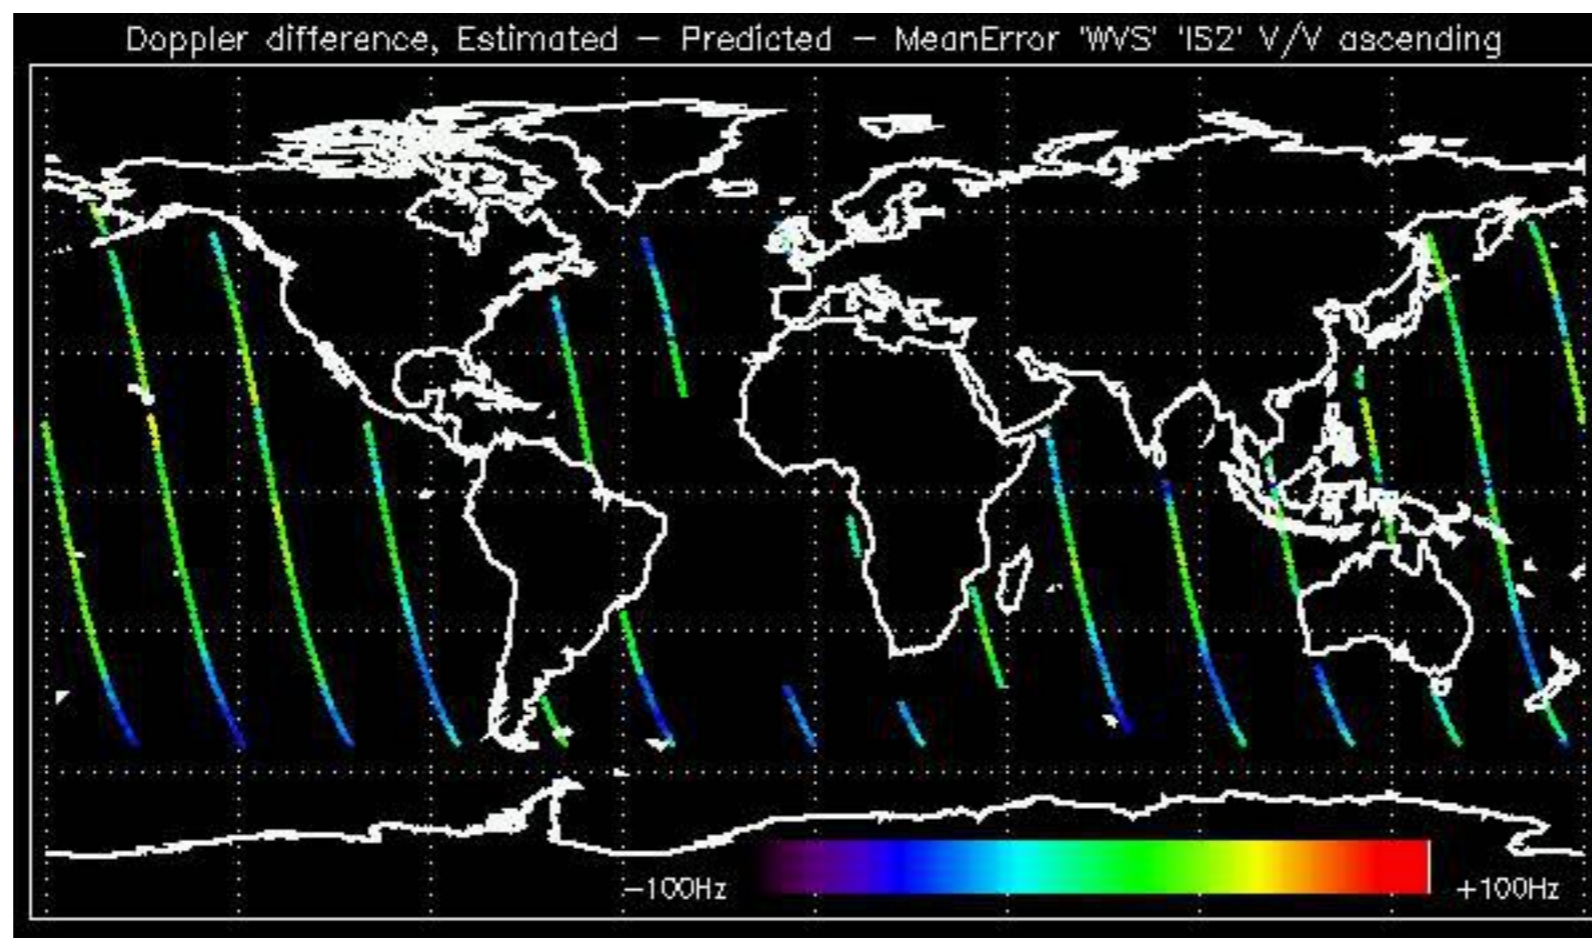 Doppler difference, Estimated – Predicted – MeanError 'WVS' 'IS2' V/V ascending
–100Hz
+100Hz